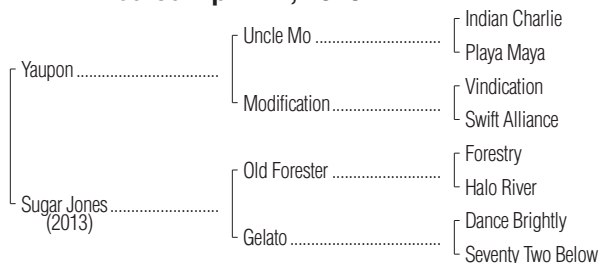 Indian Charlie
Uncle Mo
Playa Maya
Yaupon
Vindication
Modification
Swift Alliance
Forestry
Old Forester
Halo River
Sugar Jones
(2013)
Dance Brightly
Gelato
Seventy Two Below